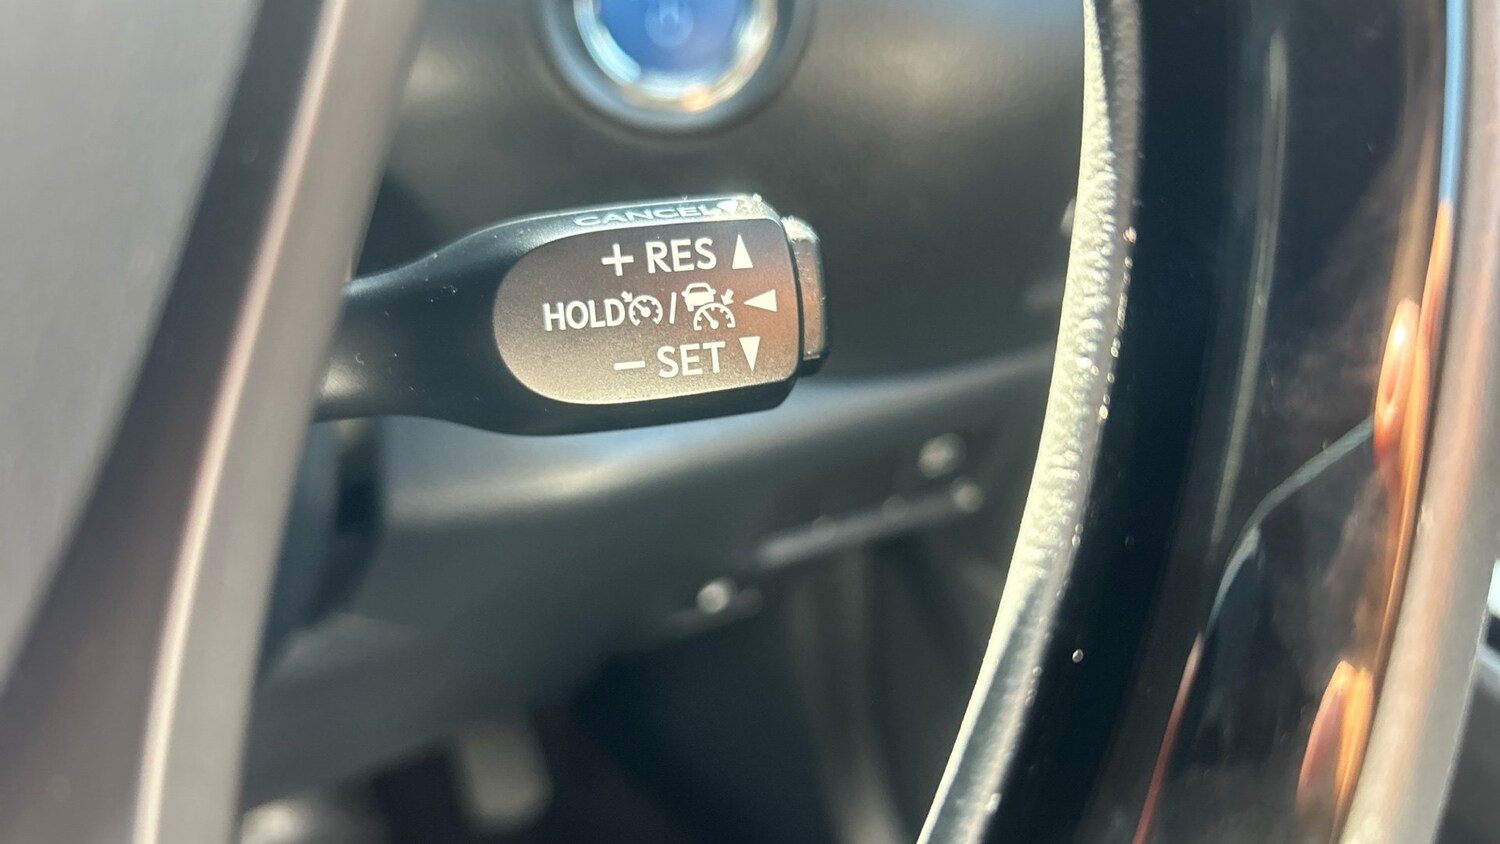 CANCEL
+ RES ▲
HOLD / ◀
− SET ▼